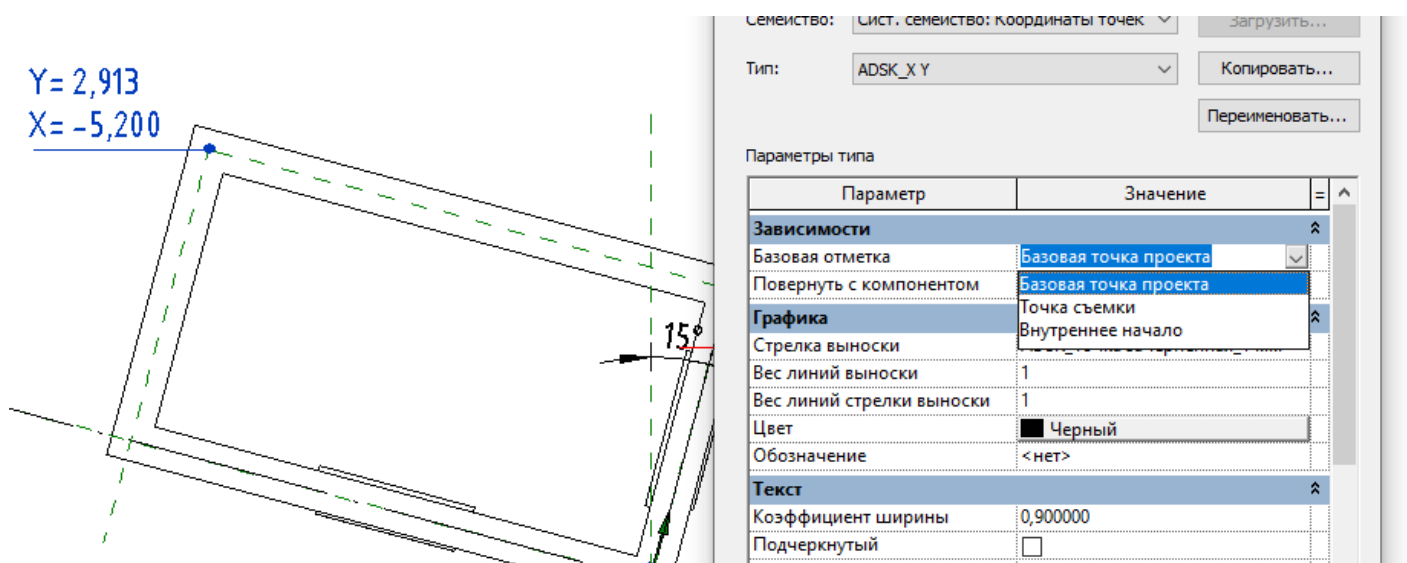 Y= 2,913
X= –5,200
15°
Семейство: Сист. семейство: Координаты точек Загрузить...
Тип: ADSK_X Y Копировать...
Переименовать...
Параметры типа
Параметр Значение =
Зависимости
Базовая отметка Базовая точка проекта
Повернуть с компонентом Базовая точка проекта
Точка съемки
Графика Внутреннее начало
Стрелка выноски
Вес линий выноски 1
Вес линий стрелки выноски 1
Цвет Черный
Обозначение <нет>
Текст
Коэффициент ширины 0,900000
Подчеркнутый